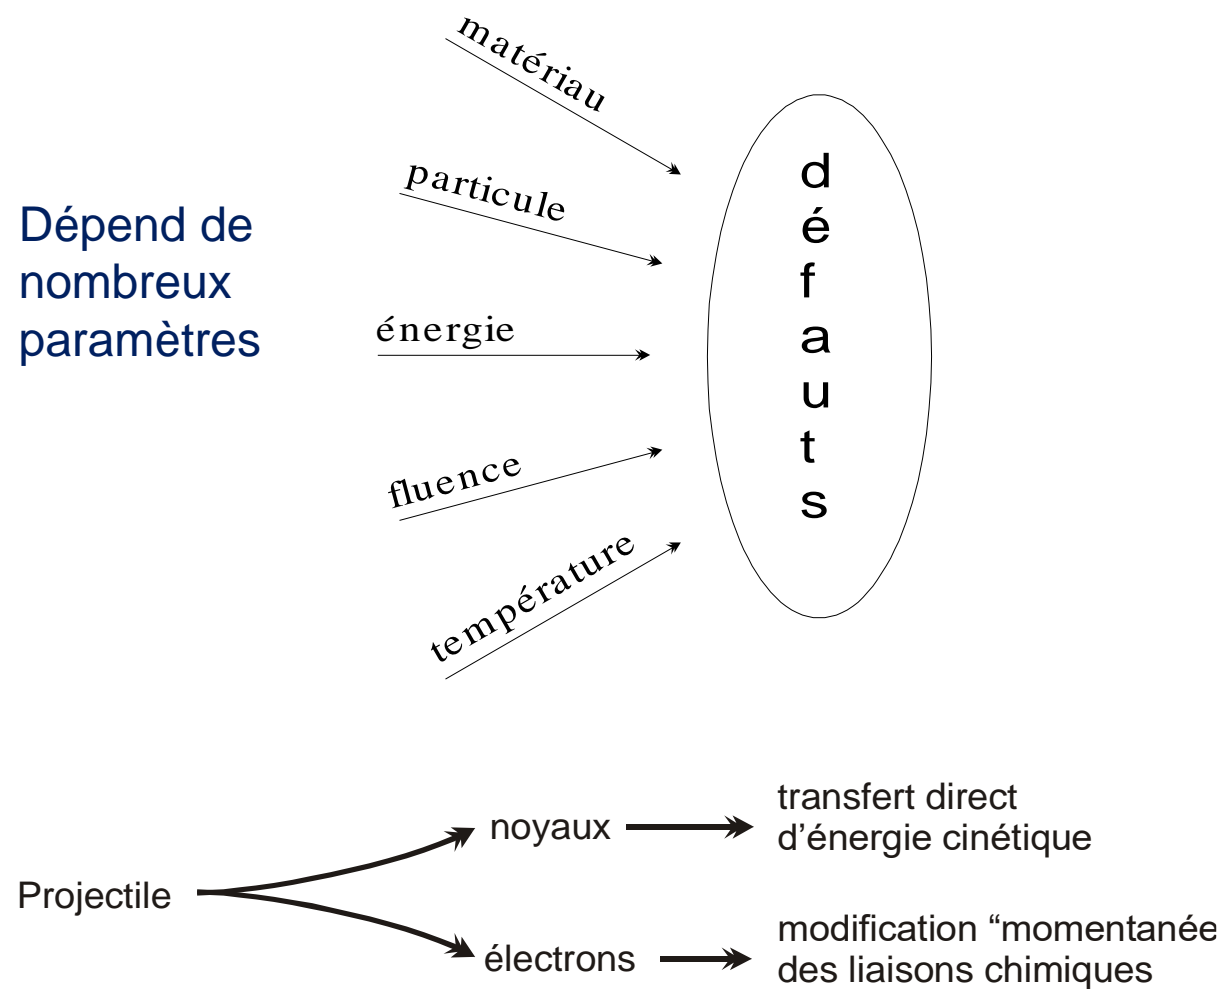 matériau
particule
Dépend de
nombreux
paramètres
énergie
fluence
température
défauts
noyaux
transfert direct
d'énergie cinétique
Projectile
électrons
modification “momentanée
des liaisons chimiques